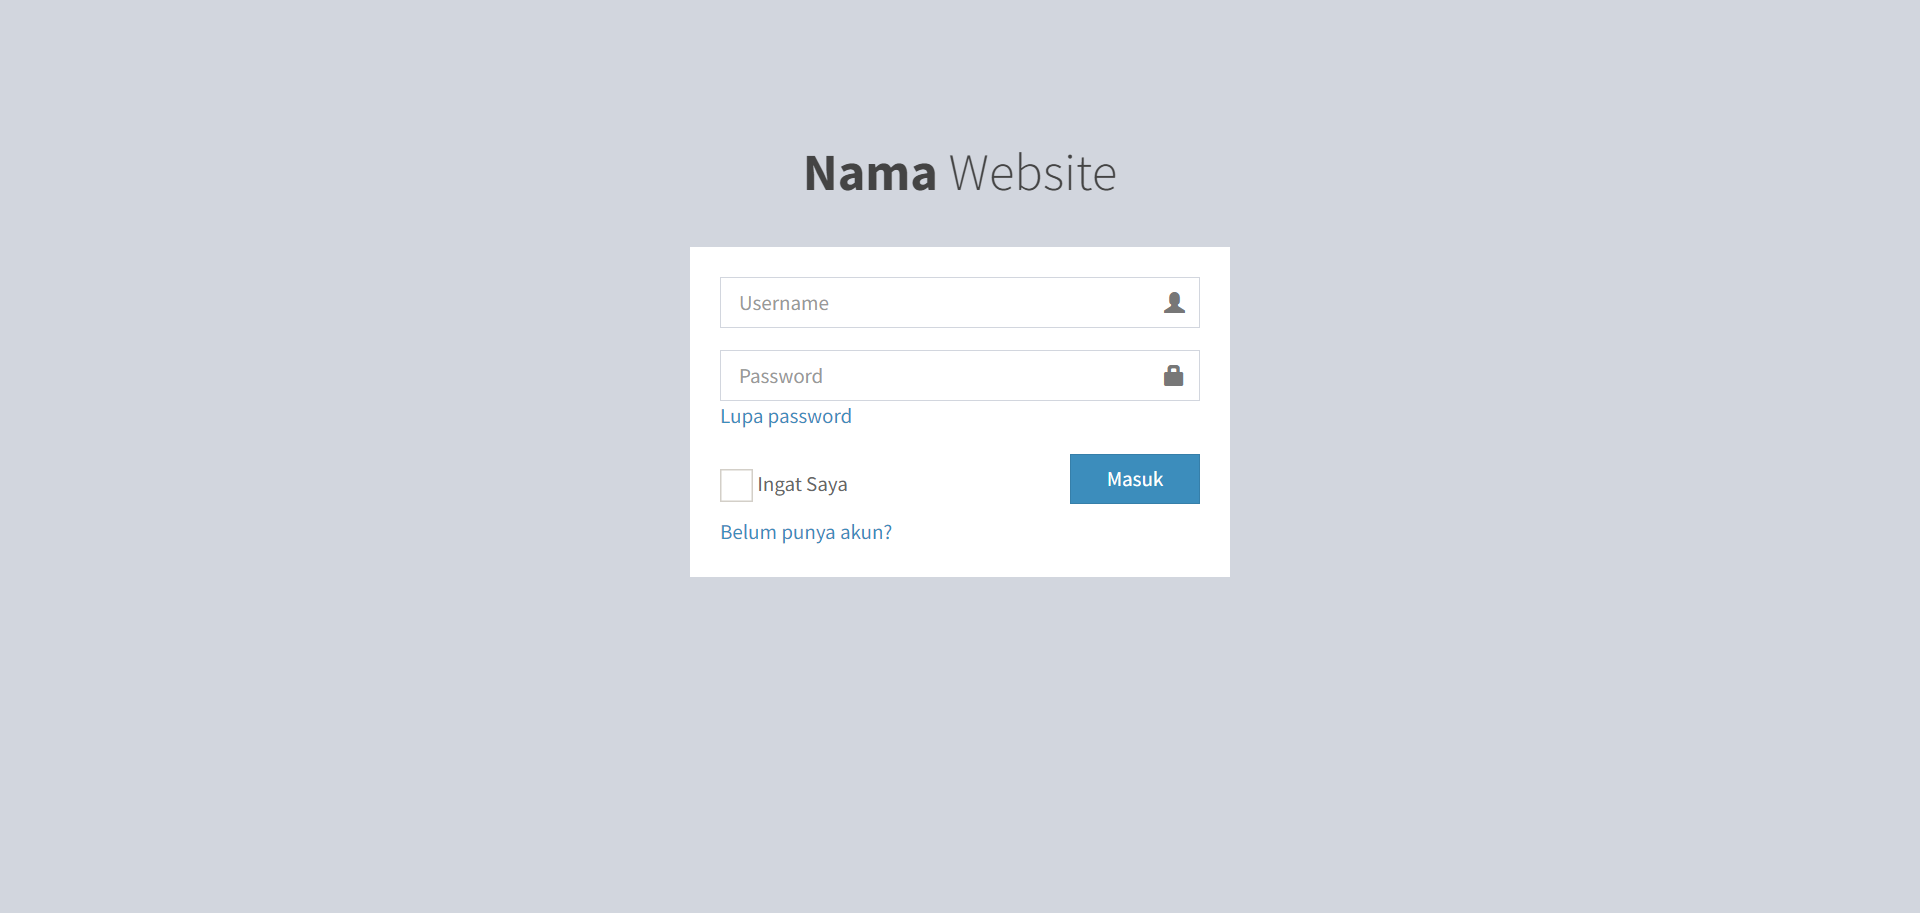 Nama Website
Username
Password
Lupa password
Ingat Saya
Masuk
Belum punya akun?